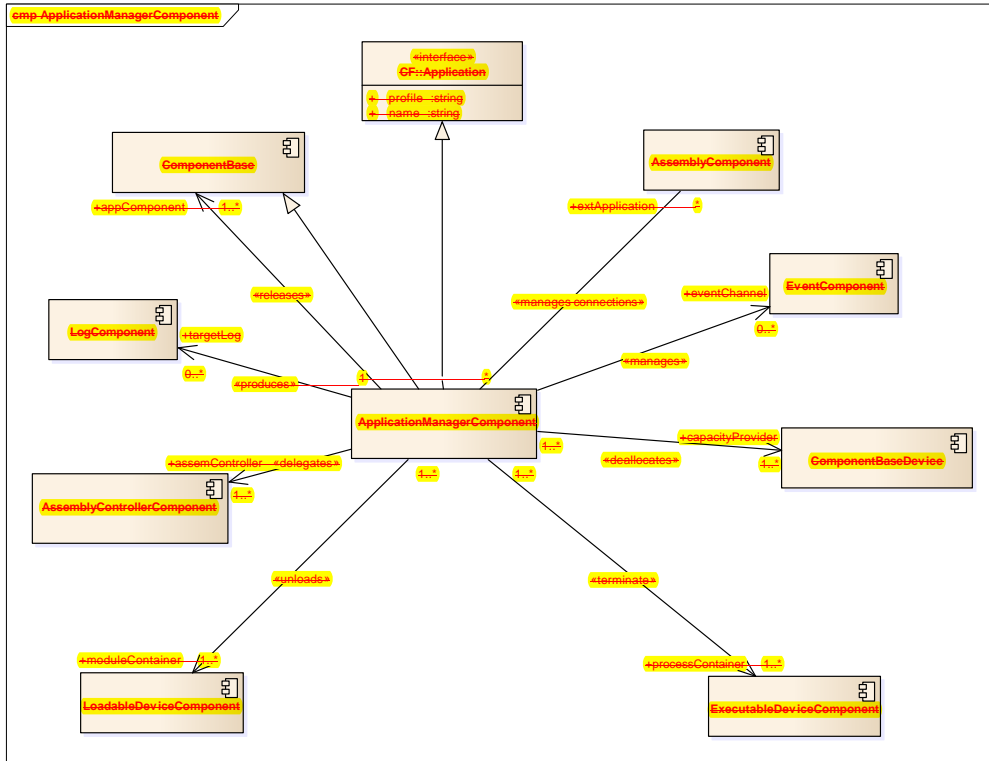 cmp ApplicationManagerComponent
«interface»
CF::Application
+ profile :string
+ name :string
ComponentBase
AssemblyComponent
+appComponent 1..*
+extApplication *
EventComponent
+eventChannel
0..*
«releases»
«manages connections»
LogComponent
+targetLog
0..*
«manages»
«produces» 1 *
ApplicationManagerComponent
+capacityProvider
1..*
«deallocates»
1..*
ComponentBaseDevice
+assemController «delegates»
1..*
1..*
1..*
AssemblyControllerComponent
«unloads»
«terminate»
+moduleContainer 1..*
+processContainer 1..*
LoadableDeviceComponent
ExecutableDeviceComponent